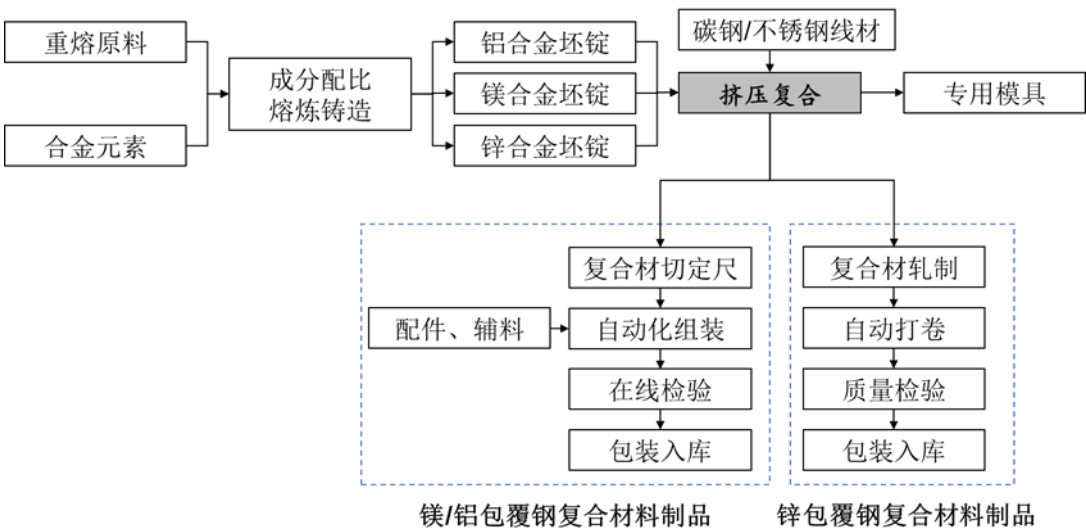 重熔原料
合金元素
成分配比
熔炼铸造
铝合金坯锭
镁合金坯锭
锌合金坯锭
碳钢/不锈钢线材
挤压复合
专用模具
复合材切定尺
配件、辅料
自动化组装
在线检验
包装入库
镁/铝包覆钢复合材料制品
复合材轧制
自动打卷
质量检验
包装入库
锌包覆钢复合材料制品